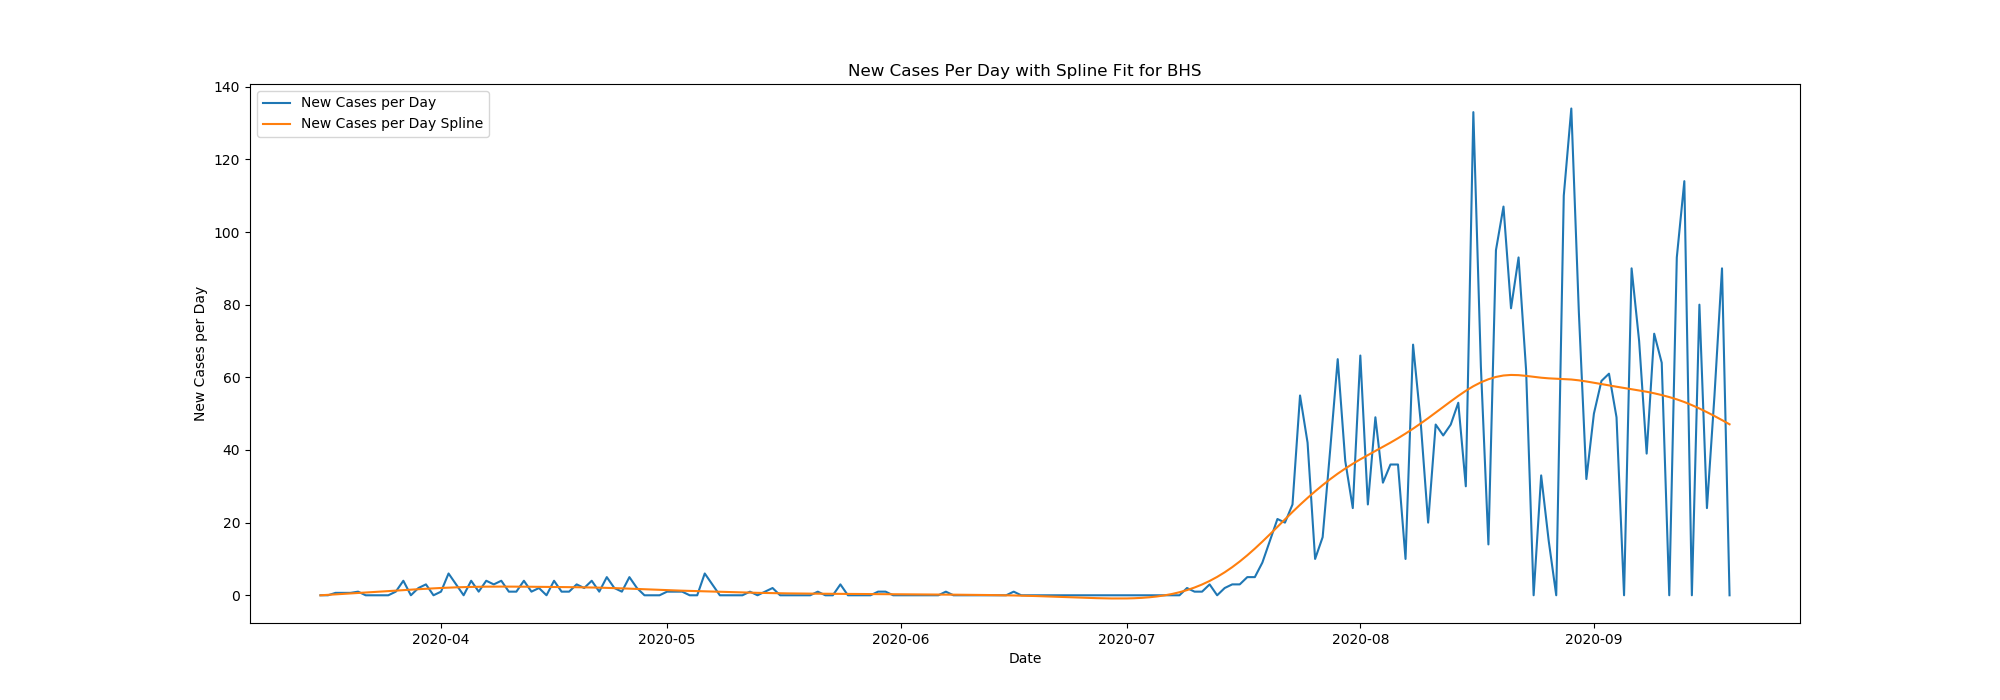 New Cases Per Day with Spline Fit for BHS
New Cases per Day
New Cases per Day Spline
140
120
100
80
60
40
20
0
New Cases per Day
2020-04 2020-05 2020-06 2020-07 2020-08 2020-09
Date